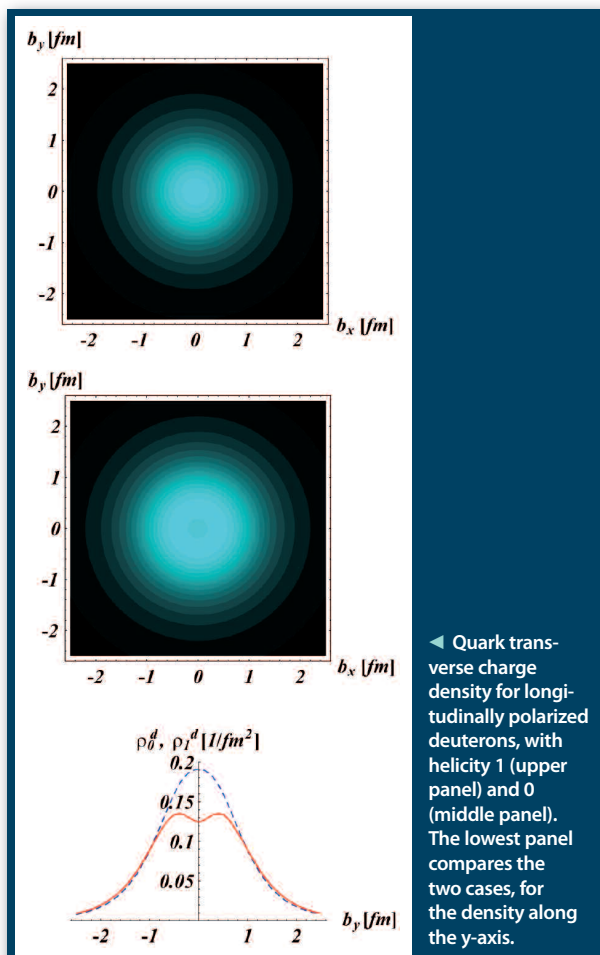 b_y [fm]
2
1
0
-1
-2
-2 -1 0 1 2
b_x [fm]
b_y [fm]
2
1
0
-1
-2
-2 -1 0 1 2
b_x [fm]
ρ_0^d, ρ_1^d [1/fm^2]
0.2
0.15
0.1
0.05
-2 -1 1 2
b_y [fm]
◄ Quark trans-
verse charge
density for longi-
tudinally polarized
deuterons, with
helicity 1 (upper
panel) and 0
(middle panel).
The lowest panel
compares the
two cases, for
the density along
the y-axis.